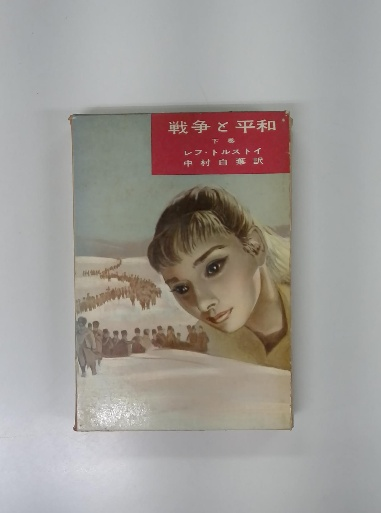 戦争と平和
下巻
レフ・トルストイ
中村白葉訳